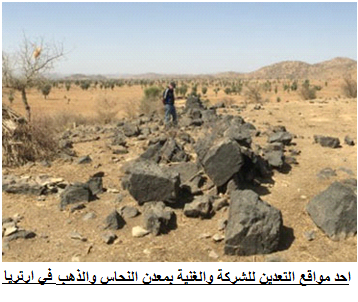 احد مواقع التعدين للشركة والغنية بمعدن النحاس والذهب في ارتريا